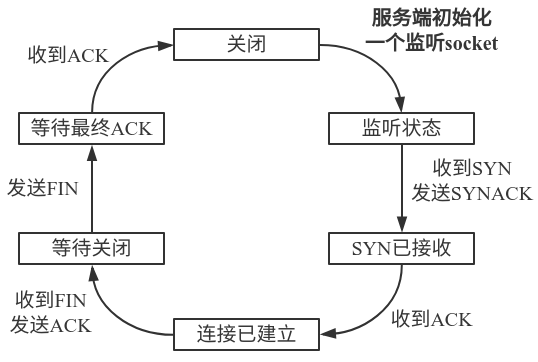 服务端初始化
一个监听socket
关闭
收到ACK
等待最终ACK
监听状态
收到SYN
发送SYNACK
发送FIN
等待关闭
SYN已接收
收到FIN
发送ACK
收到ACK
连接已建立